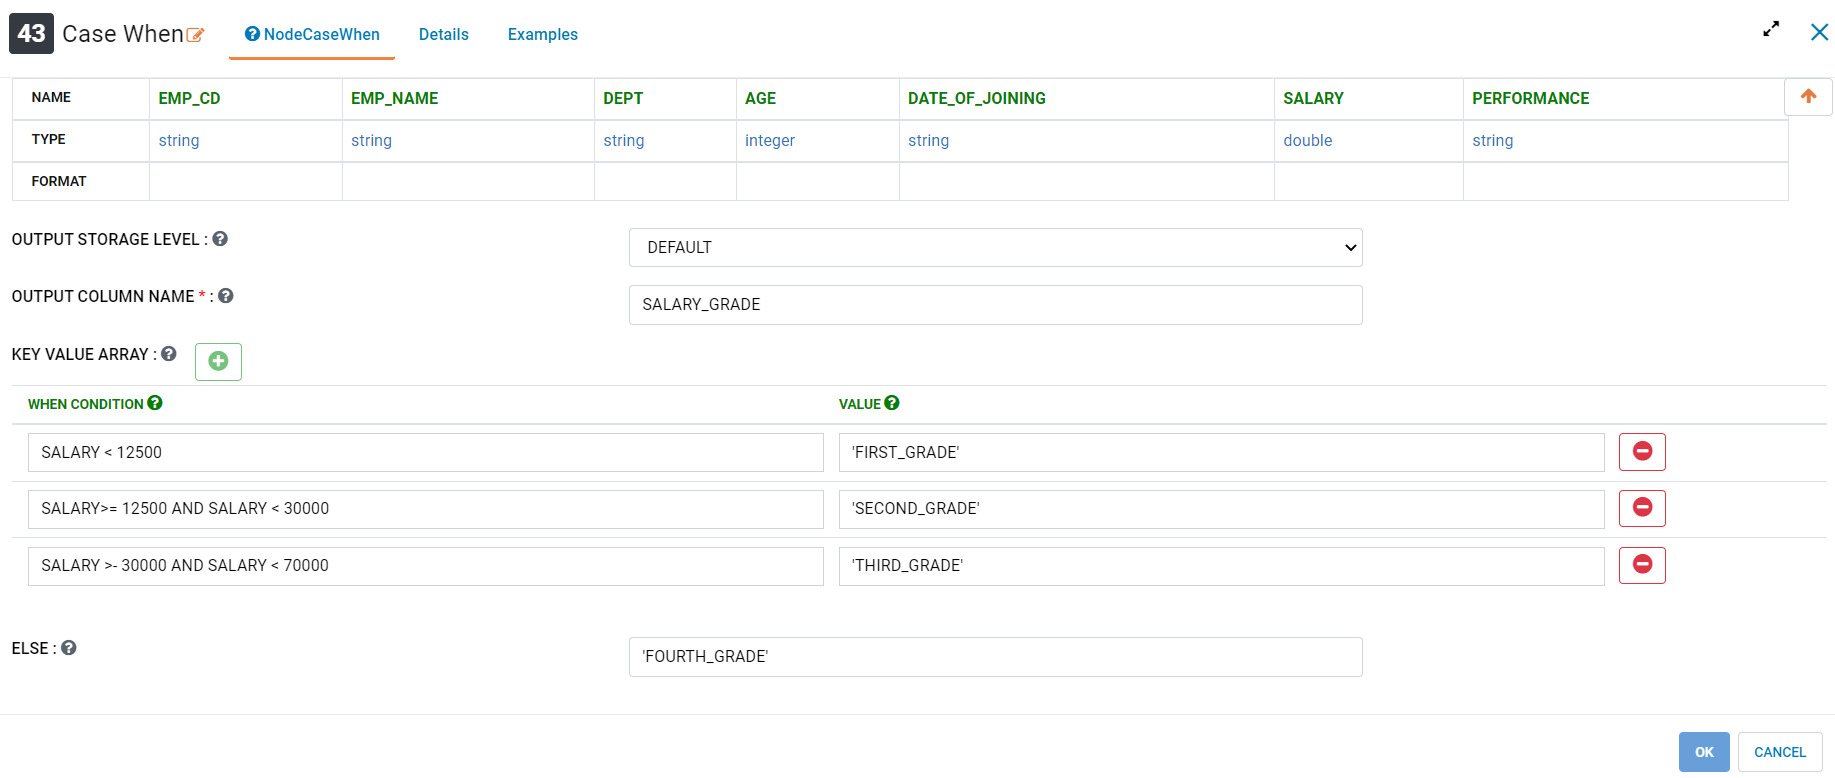 43 Case When NodeCaseWhen Details Examples
NAME EMP_CD EMP_NAME DEPT AGE DATE_OF_JOINING SALARY PERFORMANCE
TYPE string string string integer string double string
FORMAT
OUTPUT STORAGE LEVEL : DEFAULT
OUTPUT COLUMN NAME * : SALARY_GRADE
KEY VALUE ARRAY :
WHEN CONDITION VALUE
SALARY < 12500 'FIRST_GRADE'
SALARY>= 12500 AND SALARY < 30000 'SECOND_GRADE'
SALARY >- 30000 AND SALARY < 70000 'THIRD_GRADE'
ELSE : 'FOURTH_GRADE'
OK CANCEL